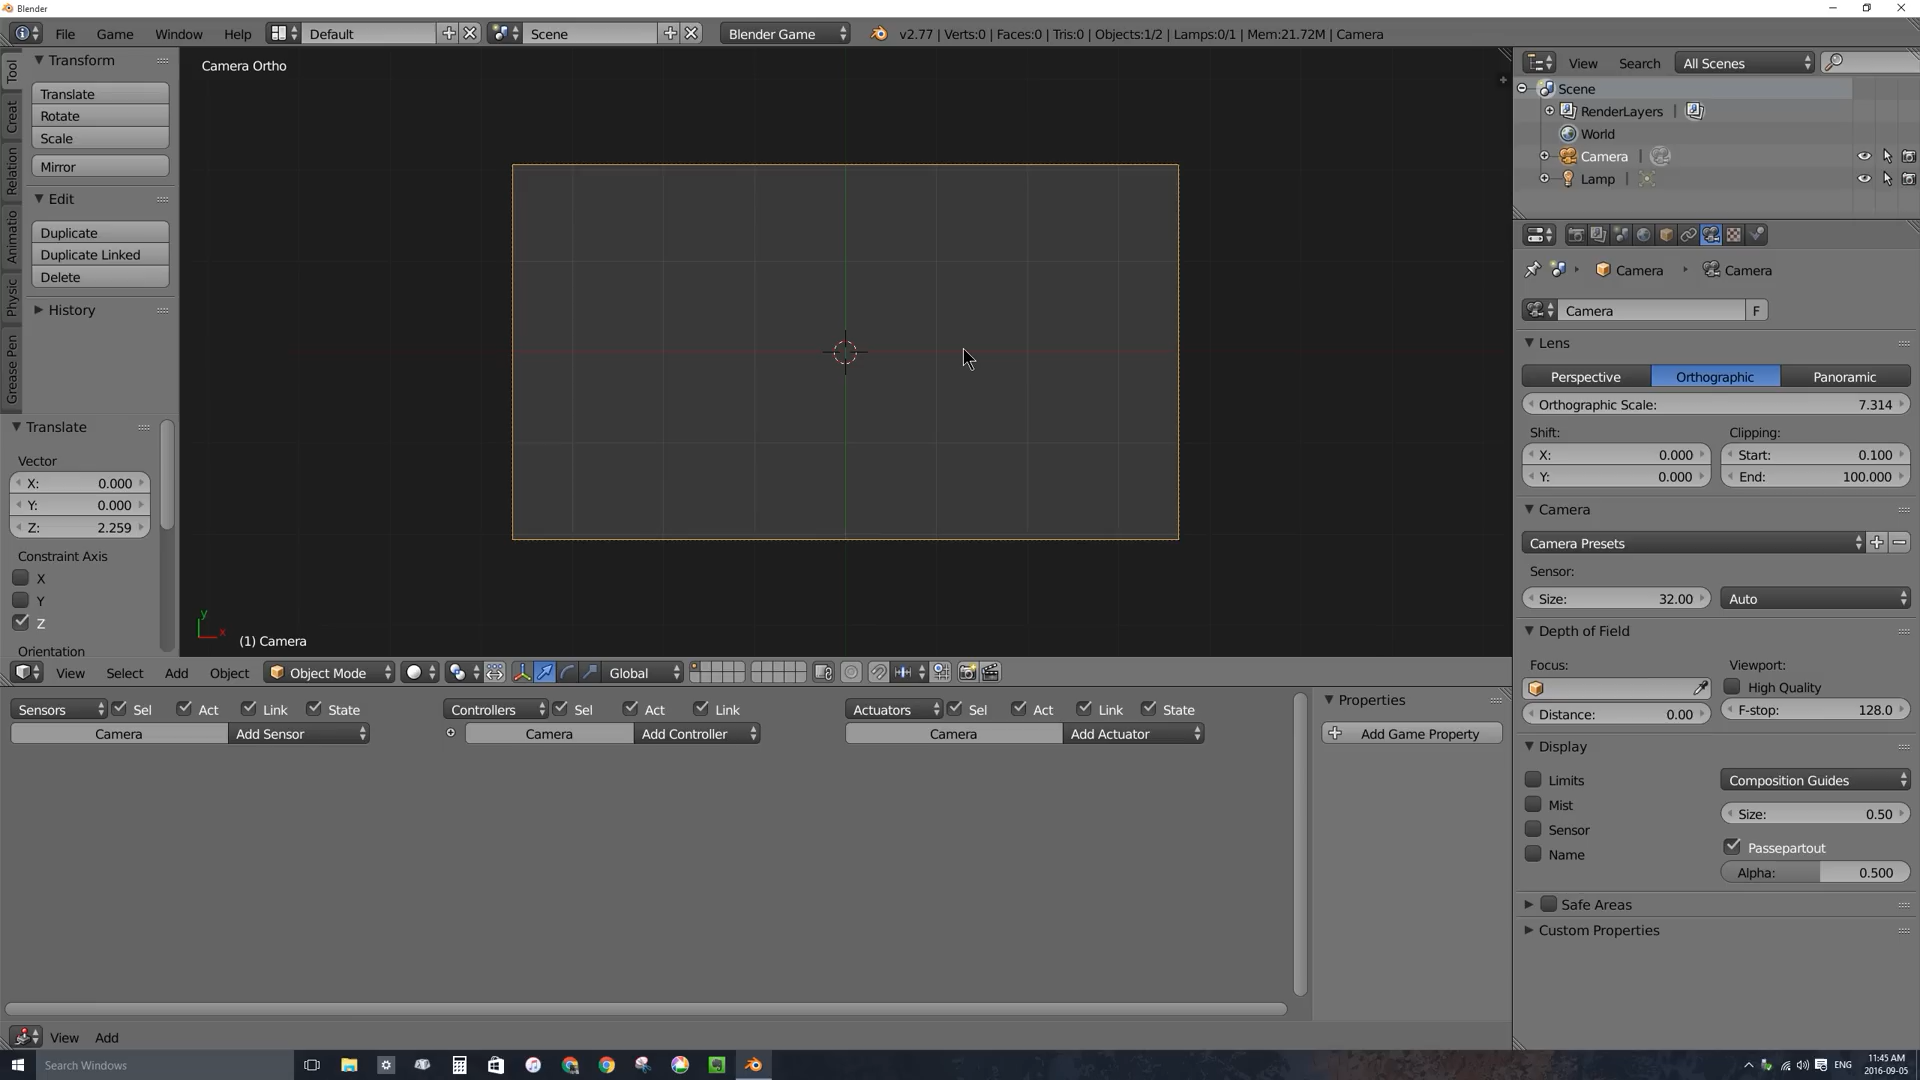 Blender
File Game Window Help Default Scene Blender Game v2.77 | Verts:0 | Faces:0 | Tris:0 | Objects:1/2 | Lamps:0/1 | Mem:21.72M | Camera
Tool
Creat
Relation
Animatio
Physic
Grease Pen
Transform
Translate
Rotate
Scale
Mirror
Edit
Duplicate
Duplicate Linked
Delete
History
Translate
Vector
X: 0.000
Y: 0.000
Z: 2.259
Constraint Axis
X
Y
Z
Orientation
Camera Ortho
y
x
(1) Camera
View Select Add Object Object Mode Global
Sensors Sel Act Link State
Camera Add Sensor
Controllers Sel Act Link
Camera Add Controller
Actuators Sel Act Link State
Camera Add Actuator
Properties
Add Game Property
View Add
View Search All Scenes
Scene
RenderLayers
World
Camera
Lamp
Camera Camera
Camera F
Lens
Perspective Orthographic Panoramic
Orthographic Scale: 7.314
Shift: Clipping:
X: 0.000 Start: 0.100
Y: 0.000 End: 100.000
Camera
Camera Presets
Sensor:
Size: 32.00 Auto
Depth of Field
Focus: Viewport:
High Quality
Distance: 0.00 F-stop: 128.0
Display
Limits Composition Guides
Mist Size: 0.50
Sensor
Name Passepartout
Alpha: 0.500
Safe Areas
Custom Properties
Search Windows
ENG
11:45 AM
2016-09-05